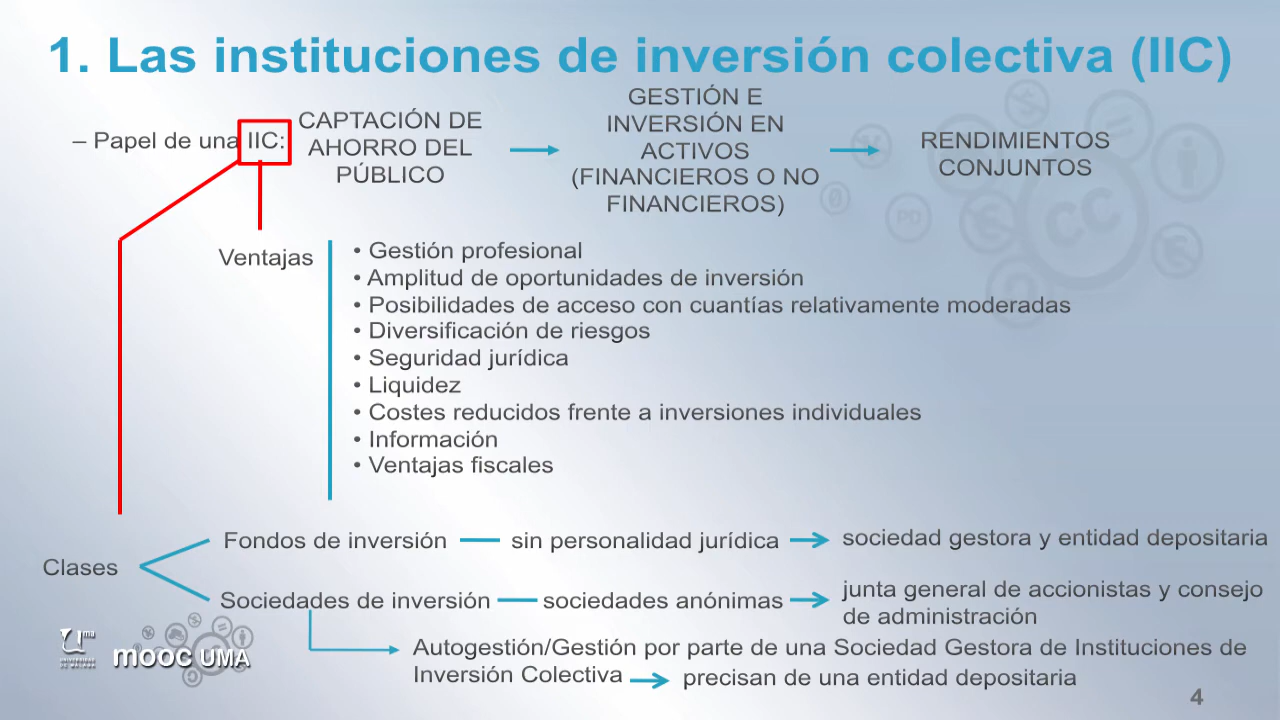 1. Las instituciones de inversión colectiva (IIC)
– Papel de una IIC:
CAPTACIÓN DE
AHORRO DEL
PÚBLICO
GESTIÓN E
INVERSIÓN EN
ACTIVOS
(FINANCIEROS O NO
FINANCIEROS)
RENDIMIENTOS
CONJUNTOS
Ventajas
• Gestión profesional
• Amplitud de oportunidades de inversión
• Posibilidades de acceso con cuantías relativamente moderadas
• Diversificación de riesgos
• Seguridad jurídica
• Liquidez
• Costes reducidos frente a inversiones individuales
• Información
• Ventajas fiscales
Clases
Fondos de inversión
sin personalidad jurídica
sociedad gestora y entidad depositaria
Sociedades de inversión
sociedades anónimas
junta general de accionistas y consejo
de administración
Autogestión/Gestión por parte de una Sociedad Gestora de Instituciones de
Inversión Colectiva
precisan de una entidad depositaria
mooc UMA
4